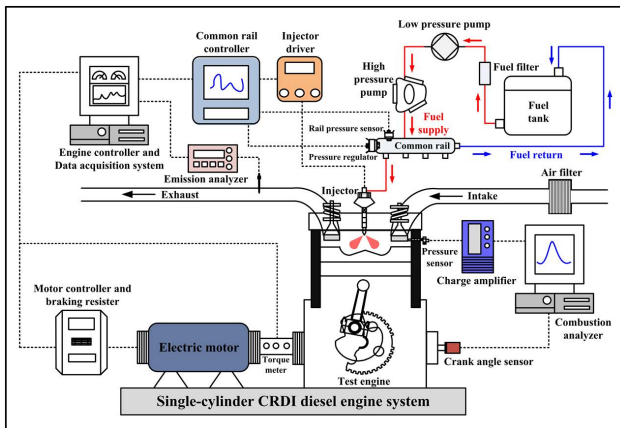 Common rail
controller
Injector
driver
Low pressure pump
High
pressure
pump
Fuel filter
Fuel
tank
Fuel
supply
Rail pressure sensor
Common rail
Pressure regulator
Fuel return
Engine controller and
Data acquisition system
Emission analyzer
Exhaust
Injector
Intake
Air filter
Pressure
sensor
Charge amplifier
Combustion
analyzer
Motor controller and
braking resister
Electric motor
Torque
meter
Crank angle sensor
Test engine
Single-cylinder CRDI diesel engine system